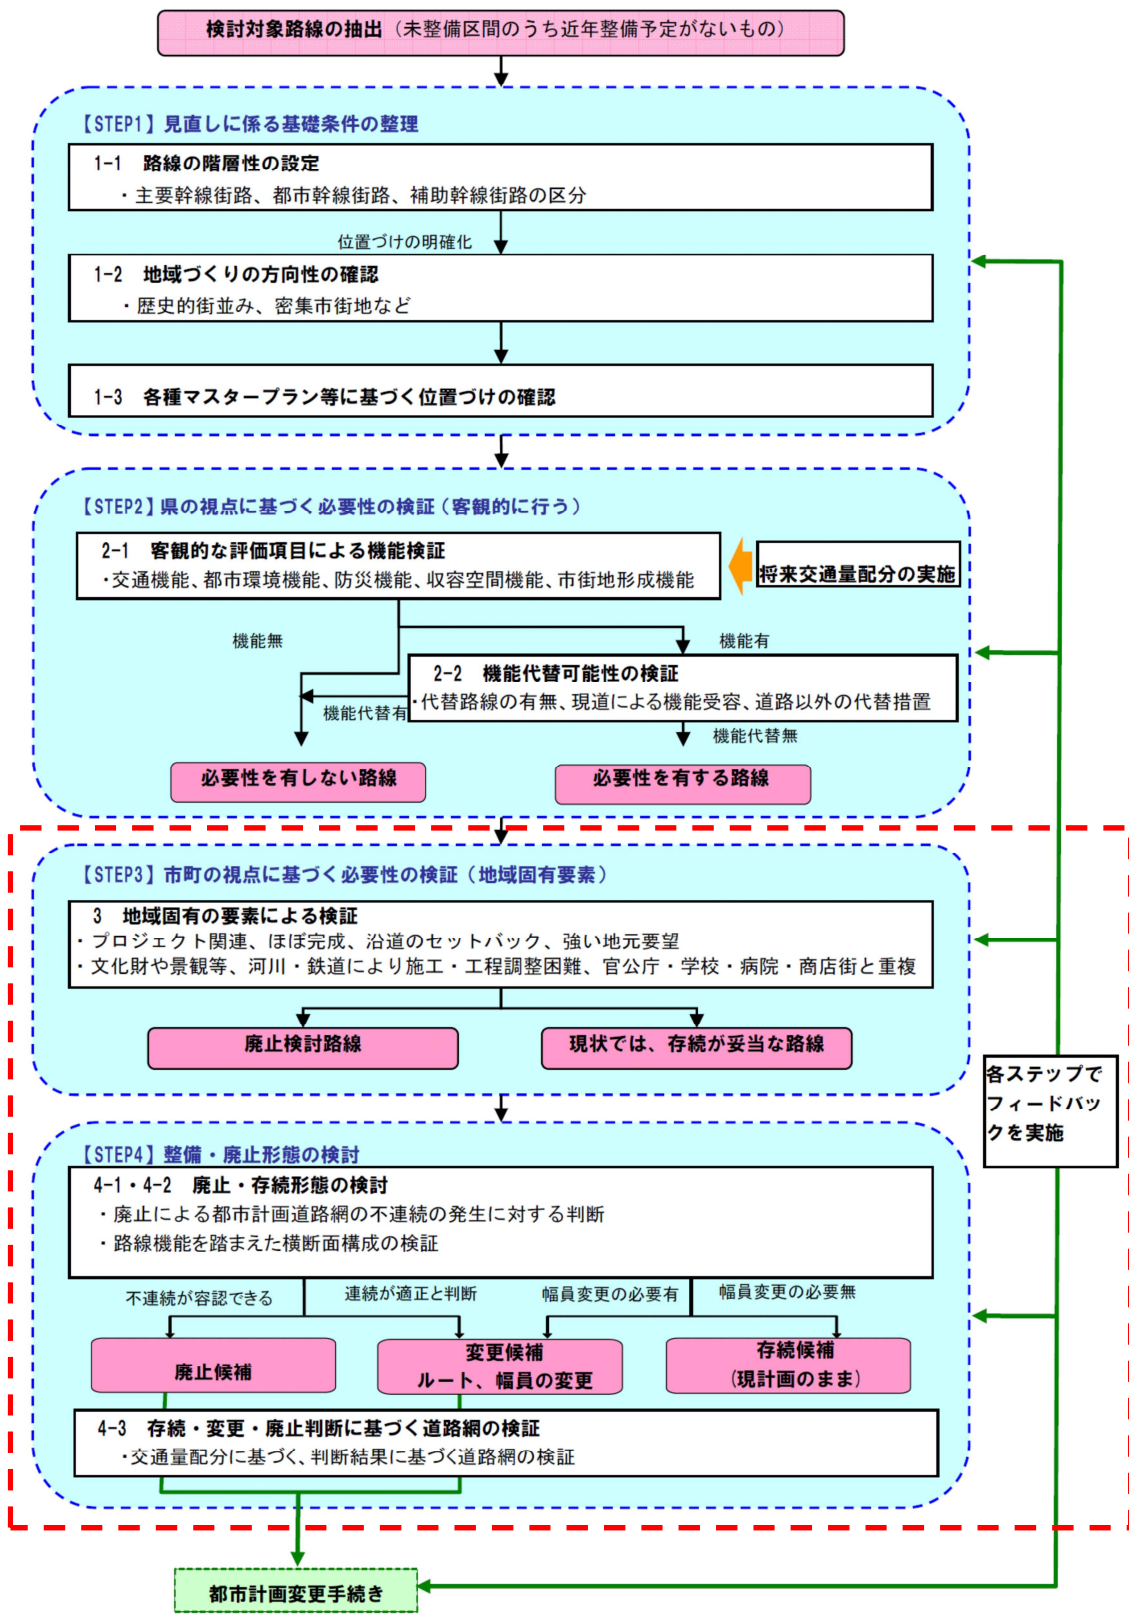 検討対象路線の抽出（未整備区間のうち近年整備予定がないもの）
【STEP1】見直しに係る基礎条件の整理
1-1 路線の階層性の設定
・主要幹線街路、都市幹線街路、補助幹線街路の区分
位置づけの明確化
1-2 地域づくりの方向性の確認
・歴史的街並み、密集市街地など
1-3 各種マスタープラン等に基づく位置づけの確認
【STEP2】県の視点に基づく必要性の検証（客観的に行う）
2-1 客観的な評価項目による機能検証
・交通機能、都市環境機能、防災機能、収容空間機能、市街地形成機能
将来交通量配分の実施
機能無
機能有
2-2 機能代替可能性の検証
・代替路線の有無、現道による機能受容、道路以外の代替措置
機能代替有
機能代替無
必要性を有しない路線
必要性を有する路線
【STEP3】市町の視点に基づく必要性の検証（地域固有要素）
3 地域固有の要素による検証
・プロジェクト関連、ほぼ完成、沿道のセットバック、強い地元要望
・文化財や景観等、河川・鉄道により施工・工程調整困難、官公庁・学校・病院・商店街と重複
廃止検討路線
現状では、存続が妥当な路線
各ステップで
フィードバッ
クを実施
【STEP4】整備・廃止形態の検討
4-1・4-2 廃止・存続形態の検討
・廃止による都市計画道路網の不連続の発生に対する判断
・路線機能を踏まえた横断面構成の検証
不連続が容認できる
連続が適正と判断
幅員変更の必要有
幅員変更の必要無
廃止候補
変更候補
ルート、幅員の変更
存続候補
(現計画のまま)
4-3 存続・変更・廃止判断に基づく道路網の検証
・交通量配分に基づく、判断結果に基づく道路網の検証
都市計画変更手続き